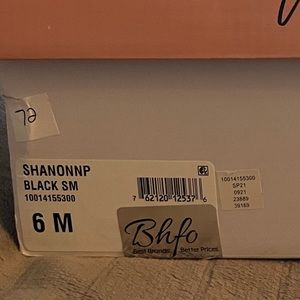 72
SHANONNP
BLACK SM
10014155300
6 M
7 62120 12537 6
10014155300
SP21
0921
23889
39169
Bhfo
Best Brands. Better Prices.